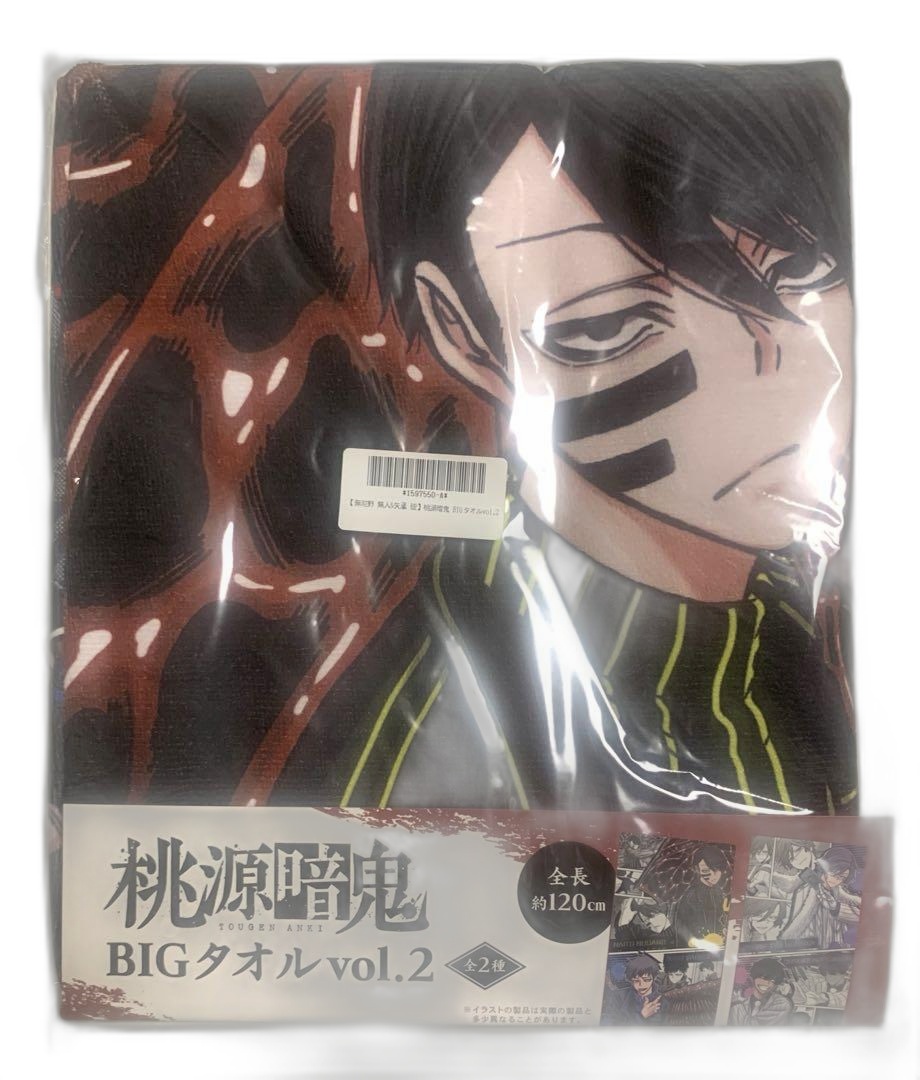 *1597550-A*
【無陀野 無人&矢颪 碇】桃源暗鬼 BIGタオルvol.2
桃源暗鬼
TOUGEN ANKI
BIGタオルvol.2
全2種
全長
約120cm
※イラストの製品は実際の製品と
多少異なることがあります。
NAITO MUDANO